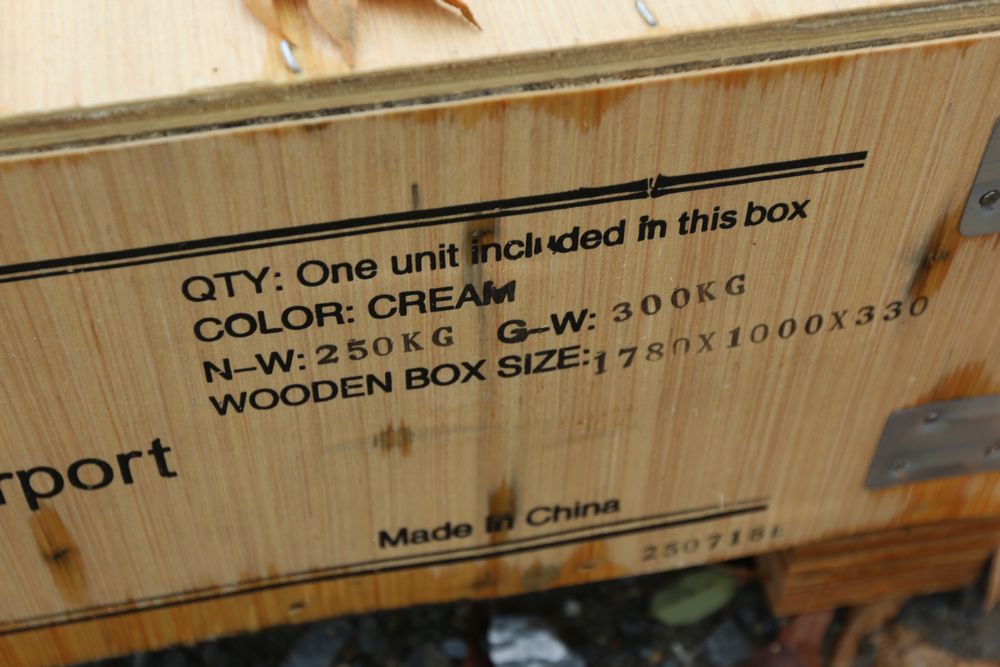 QTY: One unit included in this box
COLOR: CREAM
N-W: 250KG G-W: 300KG
WOODEN BOX SIZE: 1780X1000X330
rport
Made In China